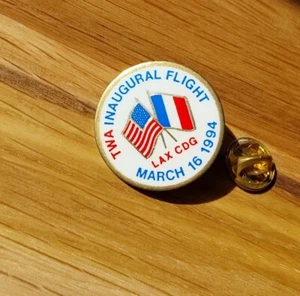 TWA INAUGURAL FLIGHT
LAX CDG
MARCH 16 1994